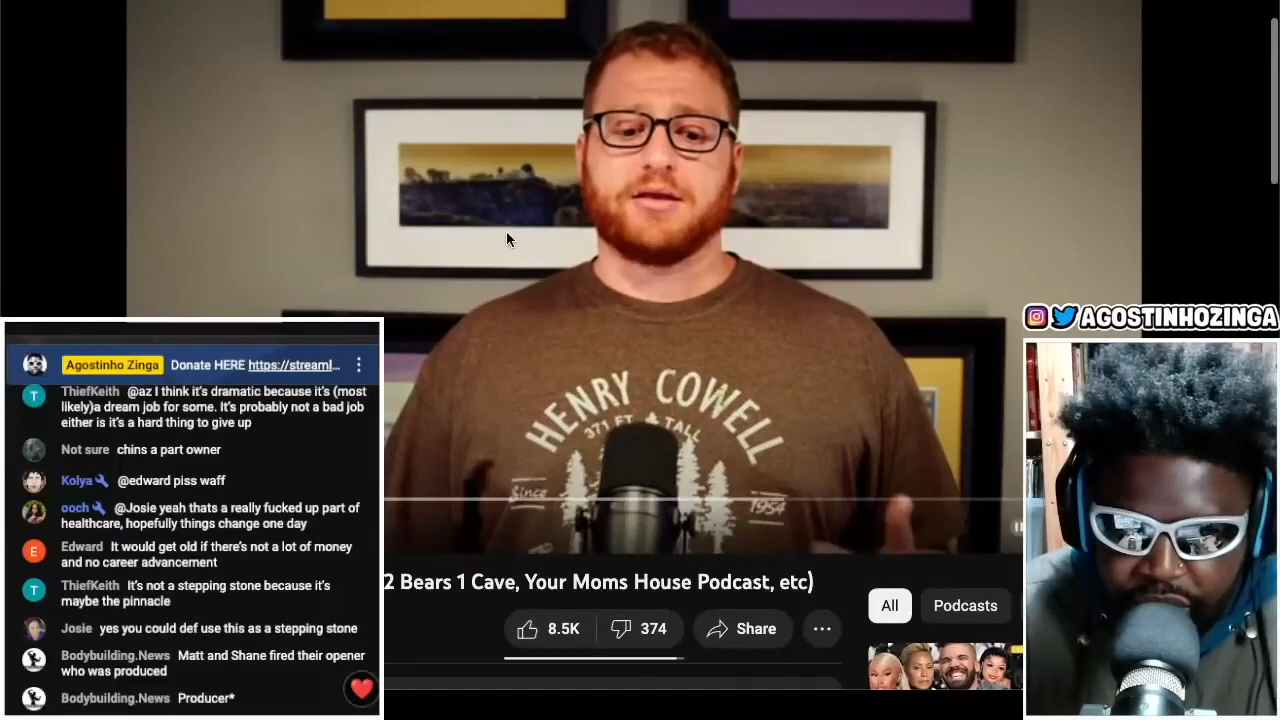 HENRY COWELL
371 FT TALL
Since
1954
AGOSTINHOZINGA
Agostinho Zinga Donate HERE https://streaml...
ThiefKeith @az I think it's dramatic because it's (most
likely)a dream job for some. It's probably not a bad job
either is it's a hard thing to give up
Not sure chins a part owner
Kolya @edward piss waff
ooch @Josie yeah thats a really fucked up part of
healthcare, hopefully things change one day
Edward It would get old if there's not a lot of money
and no career advancement
ThiefKeith It's not a stepping stone because it's
maybe the pinnacle
Josie yes you could def use this as a stepping stone
Bodybuilding.News Matt and Shane fired their opener
who was produced
Bodybuilding.News Producer*
T
E
T
2 Bears 1 Cave, Your Moms House Podcast, etc)
8.5K
374
Share
All
Podcasts